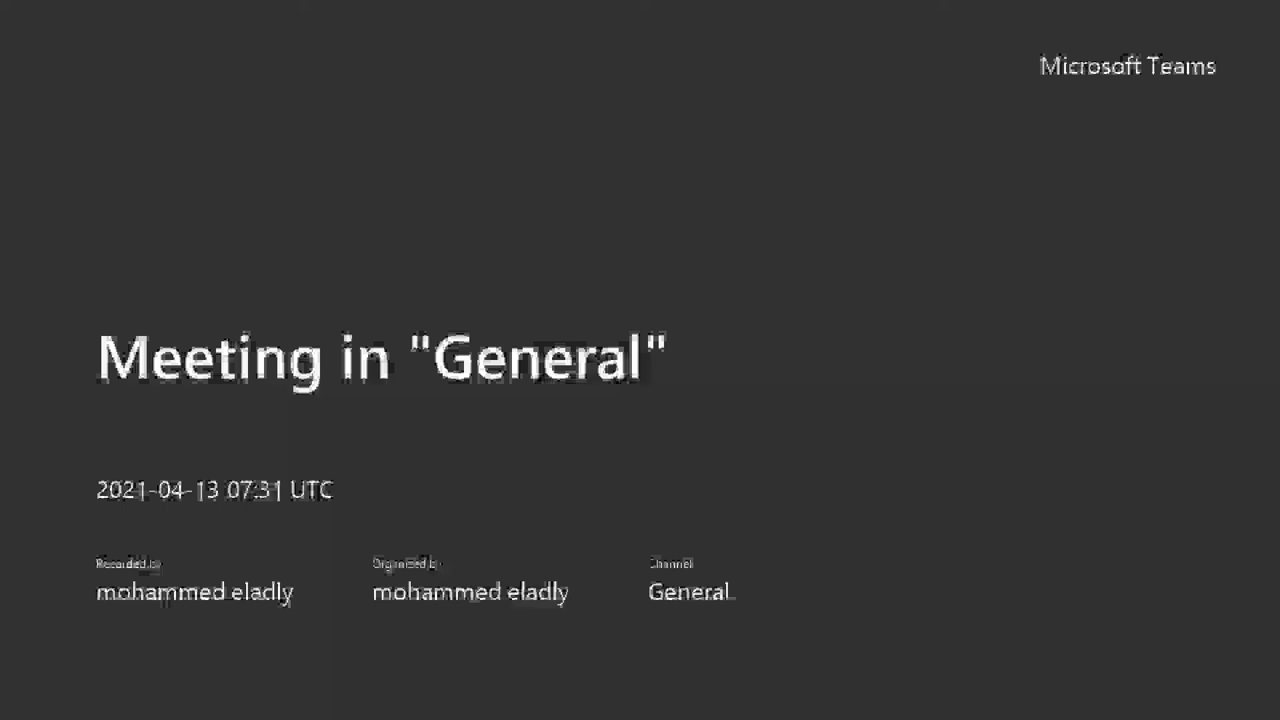 Microsoft Teams
Meeting in "General"
2021-04-13 07:31 UTC
Recorded by Organized by Channel
mohammed eladly mohammed eladly General